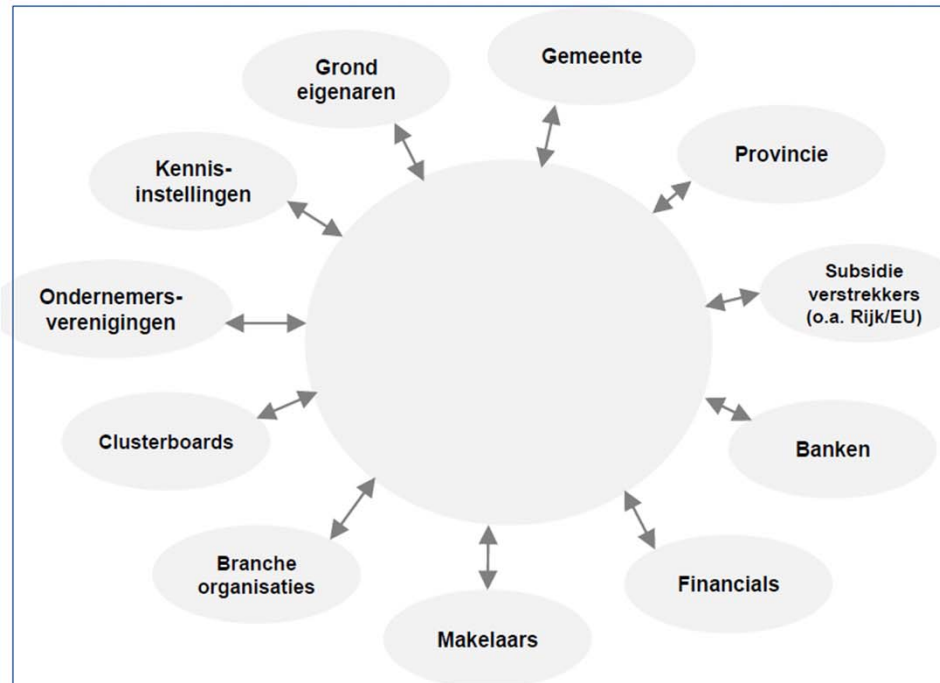 Gemeente
Grond
eigenaren
Provincie
Kennis-
instellingen
Subsidie
verstrekkers
(o.a. Rijk/EU)
Ondernemers-
verenigingen
Clusterboards
Banken
Branche
organisaties
Financials
Makelaars